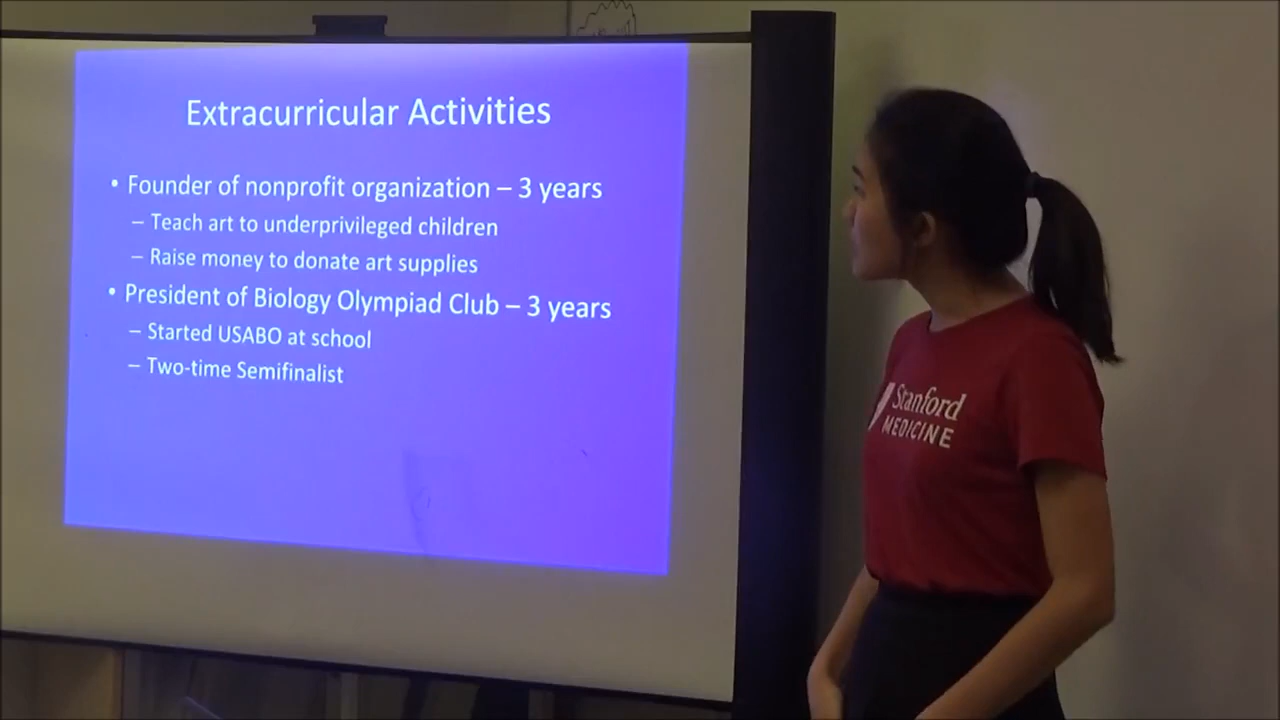 Extracurricular Activities
• Founder of nonprofit organization – 3 years
– Teach art to underprivileged children
– Raise money to donate art supplies
• President of Biology Olympiad Club – 3 years
– Started USABO at school
– Two-time Semifinalist
Stanford
MEDICINE